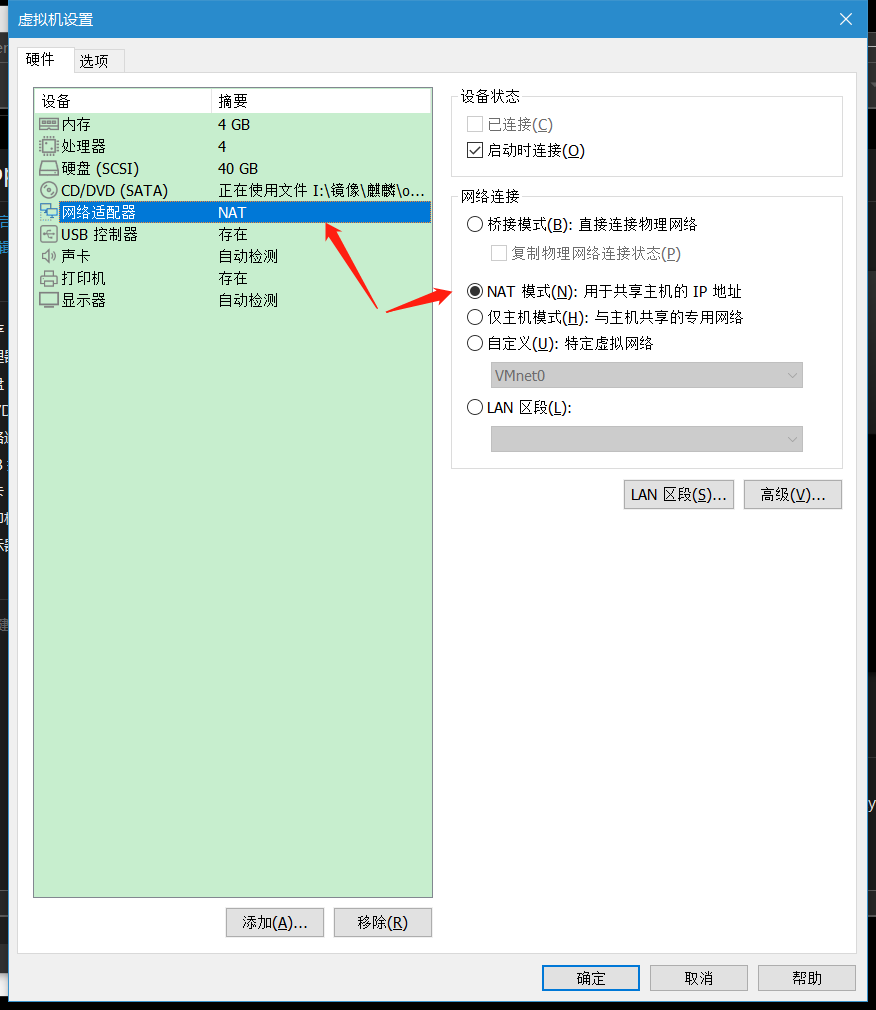 虚拟机设置
硬件 选项
设备 摘要
内存 4 GB
处理器 4
硬盘 (SCSI) 40 GB
CD/DVD (SATA) 正在使用文件 I:\镜像\麒麟\o...
网络适配器 NAT
USB 控制器 存在
声卡 自动检测
打印机 存在
显示器 自动检测
添加(A)... 移除(R)
设备状态
已连接(C)
启动时连接(O)
网络连接
桥接模式(B): 直接连接物理网络
复制物理网络连接状态(P)
NAT 模式(N): 用于共享主机的 IP 地址
仅主机模式(H): 与主机共享的专用网络
自定义(U): 特定虚拟网络
VMnet0
LAN 区段(L):
LAN 区段(S)... 高级(V)...
确定 取消 帮助